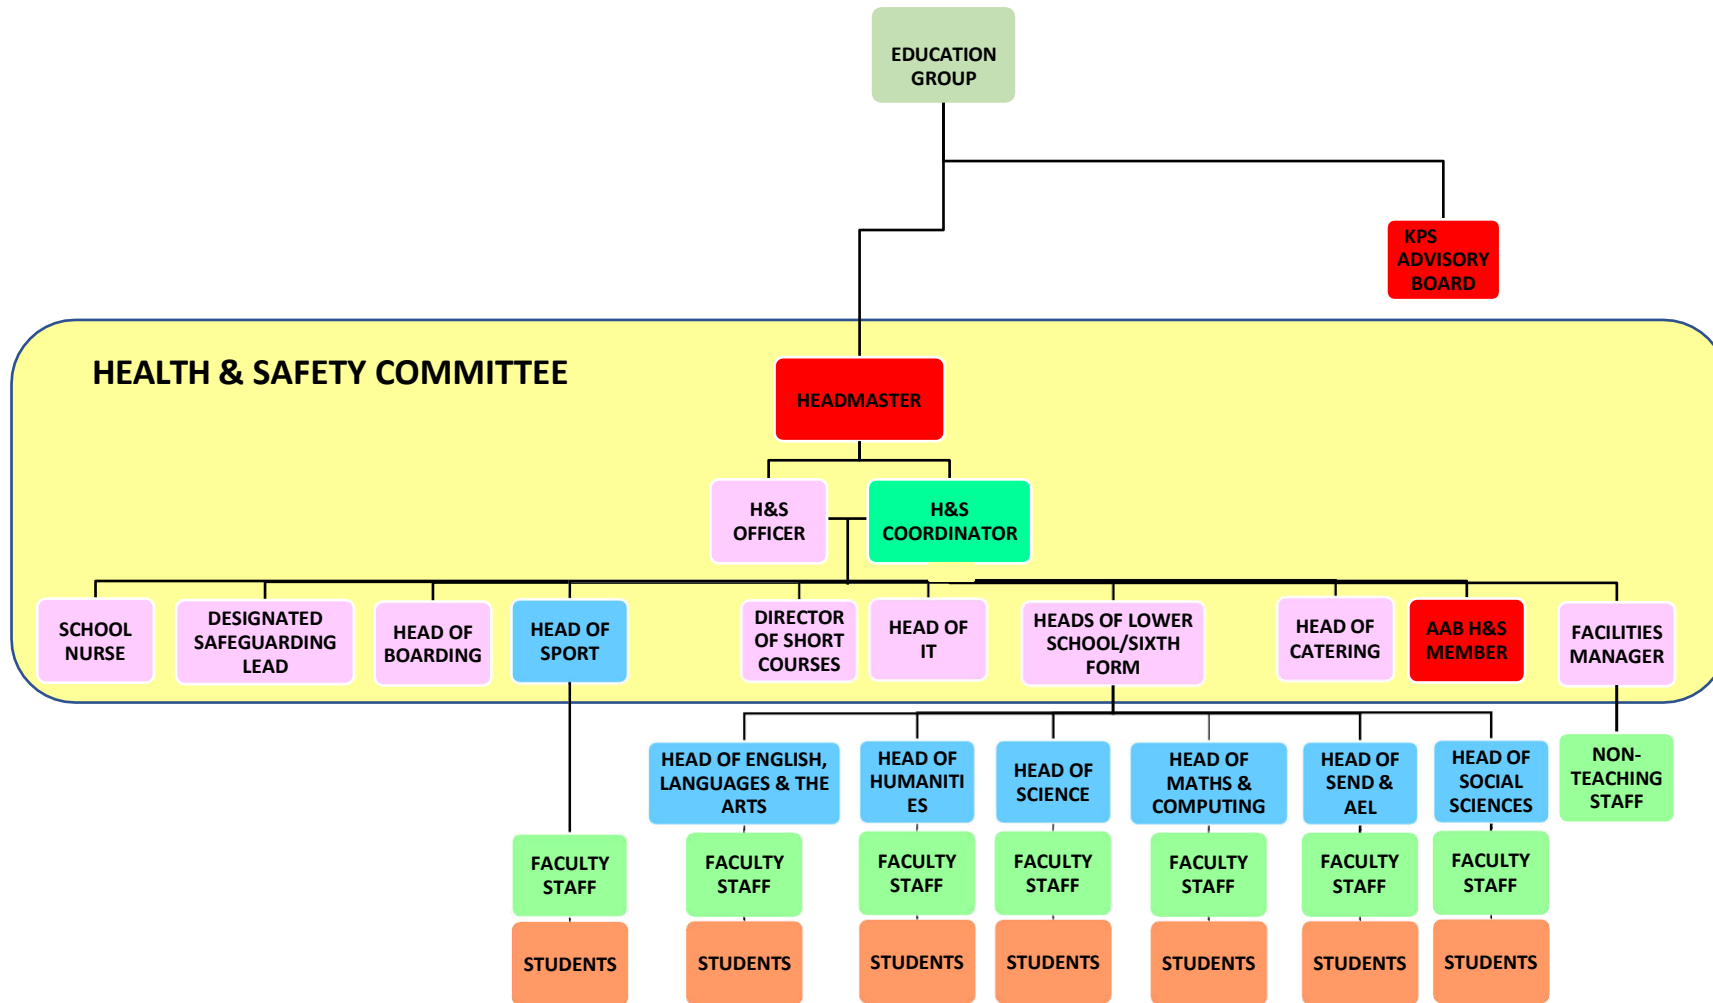 EDUCATION
GROUP
KPS
ADVISORY
BOARD
HEALTH & SAFETY COMMITTEE
HEADMASTER
H&S
OFFICER
H&S
COORDINATOR
SCHOOL
NURSE
DESIGNATED
SAFEGUARDING
LEAD
HEAD OF
BOARDING
HEAD OF
SPORT
DIRECTOR
OF SHORT
COURSES
HEAD OF
IT
HEADS OF LOWER
SCHOOL/SIXTH
FORM
HEAD OF
CATERING
AAB H&S
MEMBER
FACILITIES
MANAGER
HEAD OF ENGLISH,
LANGUAGES & THE
ARTS
HEAD OF
HUMANITI
ES
HEAD OF
SCIENCE
HEAD OF
MATHS &
COMPUTING
HEAD OF
SEND &
AEL
HEAD OF
SOCIAL
SCIENCES
NON-
TEACHING
STAFF
FACULTY
STAFF
FACULTY
STAFF
FACULTY
STAFF
FACULTY
STAFF
FACULTY
STAFF
FACULTY
STAFF
FACULTY
STAFF
STUDENTS
STUDENTS
STUDENTS
STUDENTS
STUDENTS
STUDENTS
STUDENTS